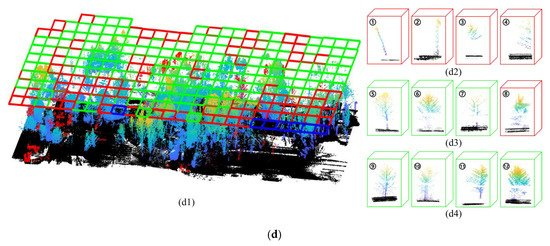 ① ② ③ ④
(d2)
⑤ ⑥ ⑦ ⑧
(d3)
⑨ ⑩ ⑪ ⑫
(d1) (d4)
(d)